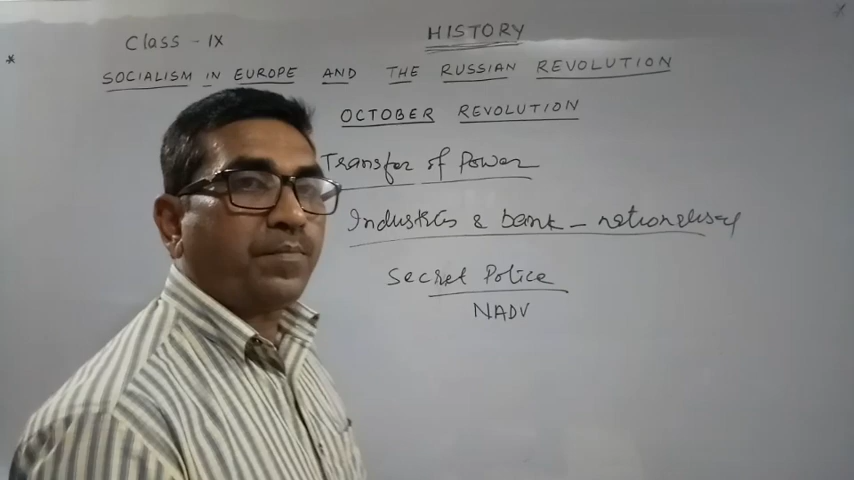 HISTORY
Class - IX
SOCIALISM IN EUROPE AND THE RUSSIAN REVOLUTION
OCTOBER REVOLUTION
Transfer of Power
Industries & bank - nationalised
Secret Police
NADV